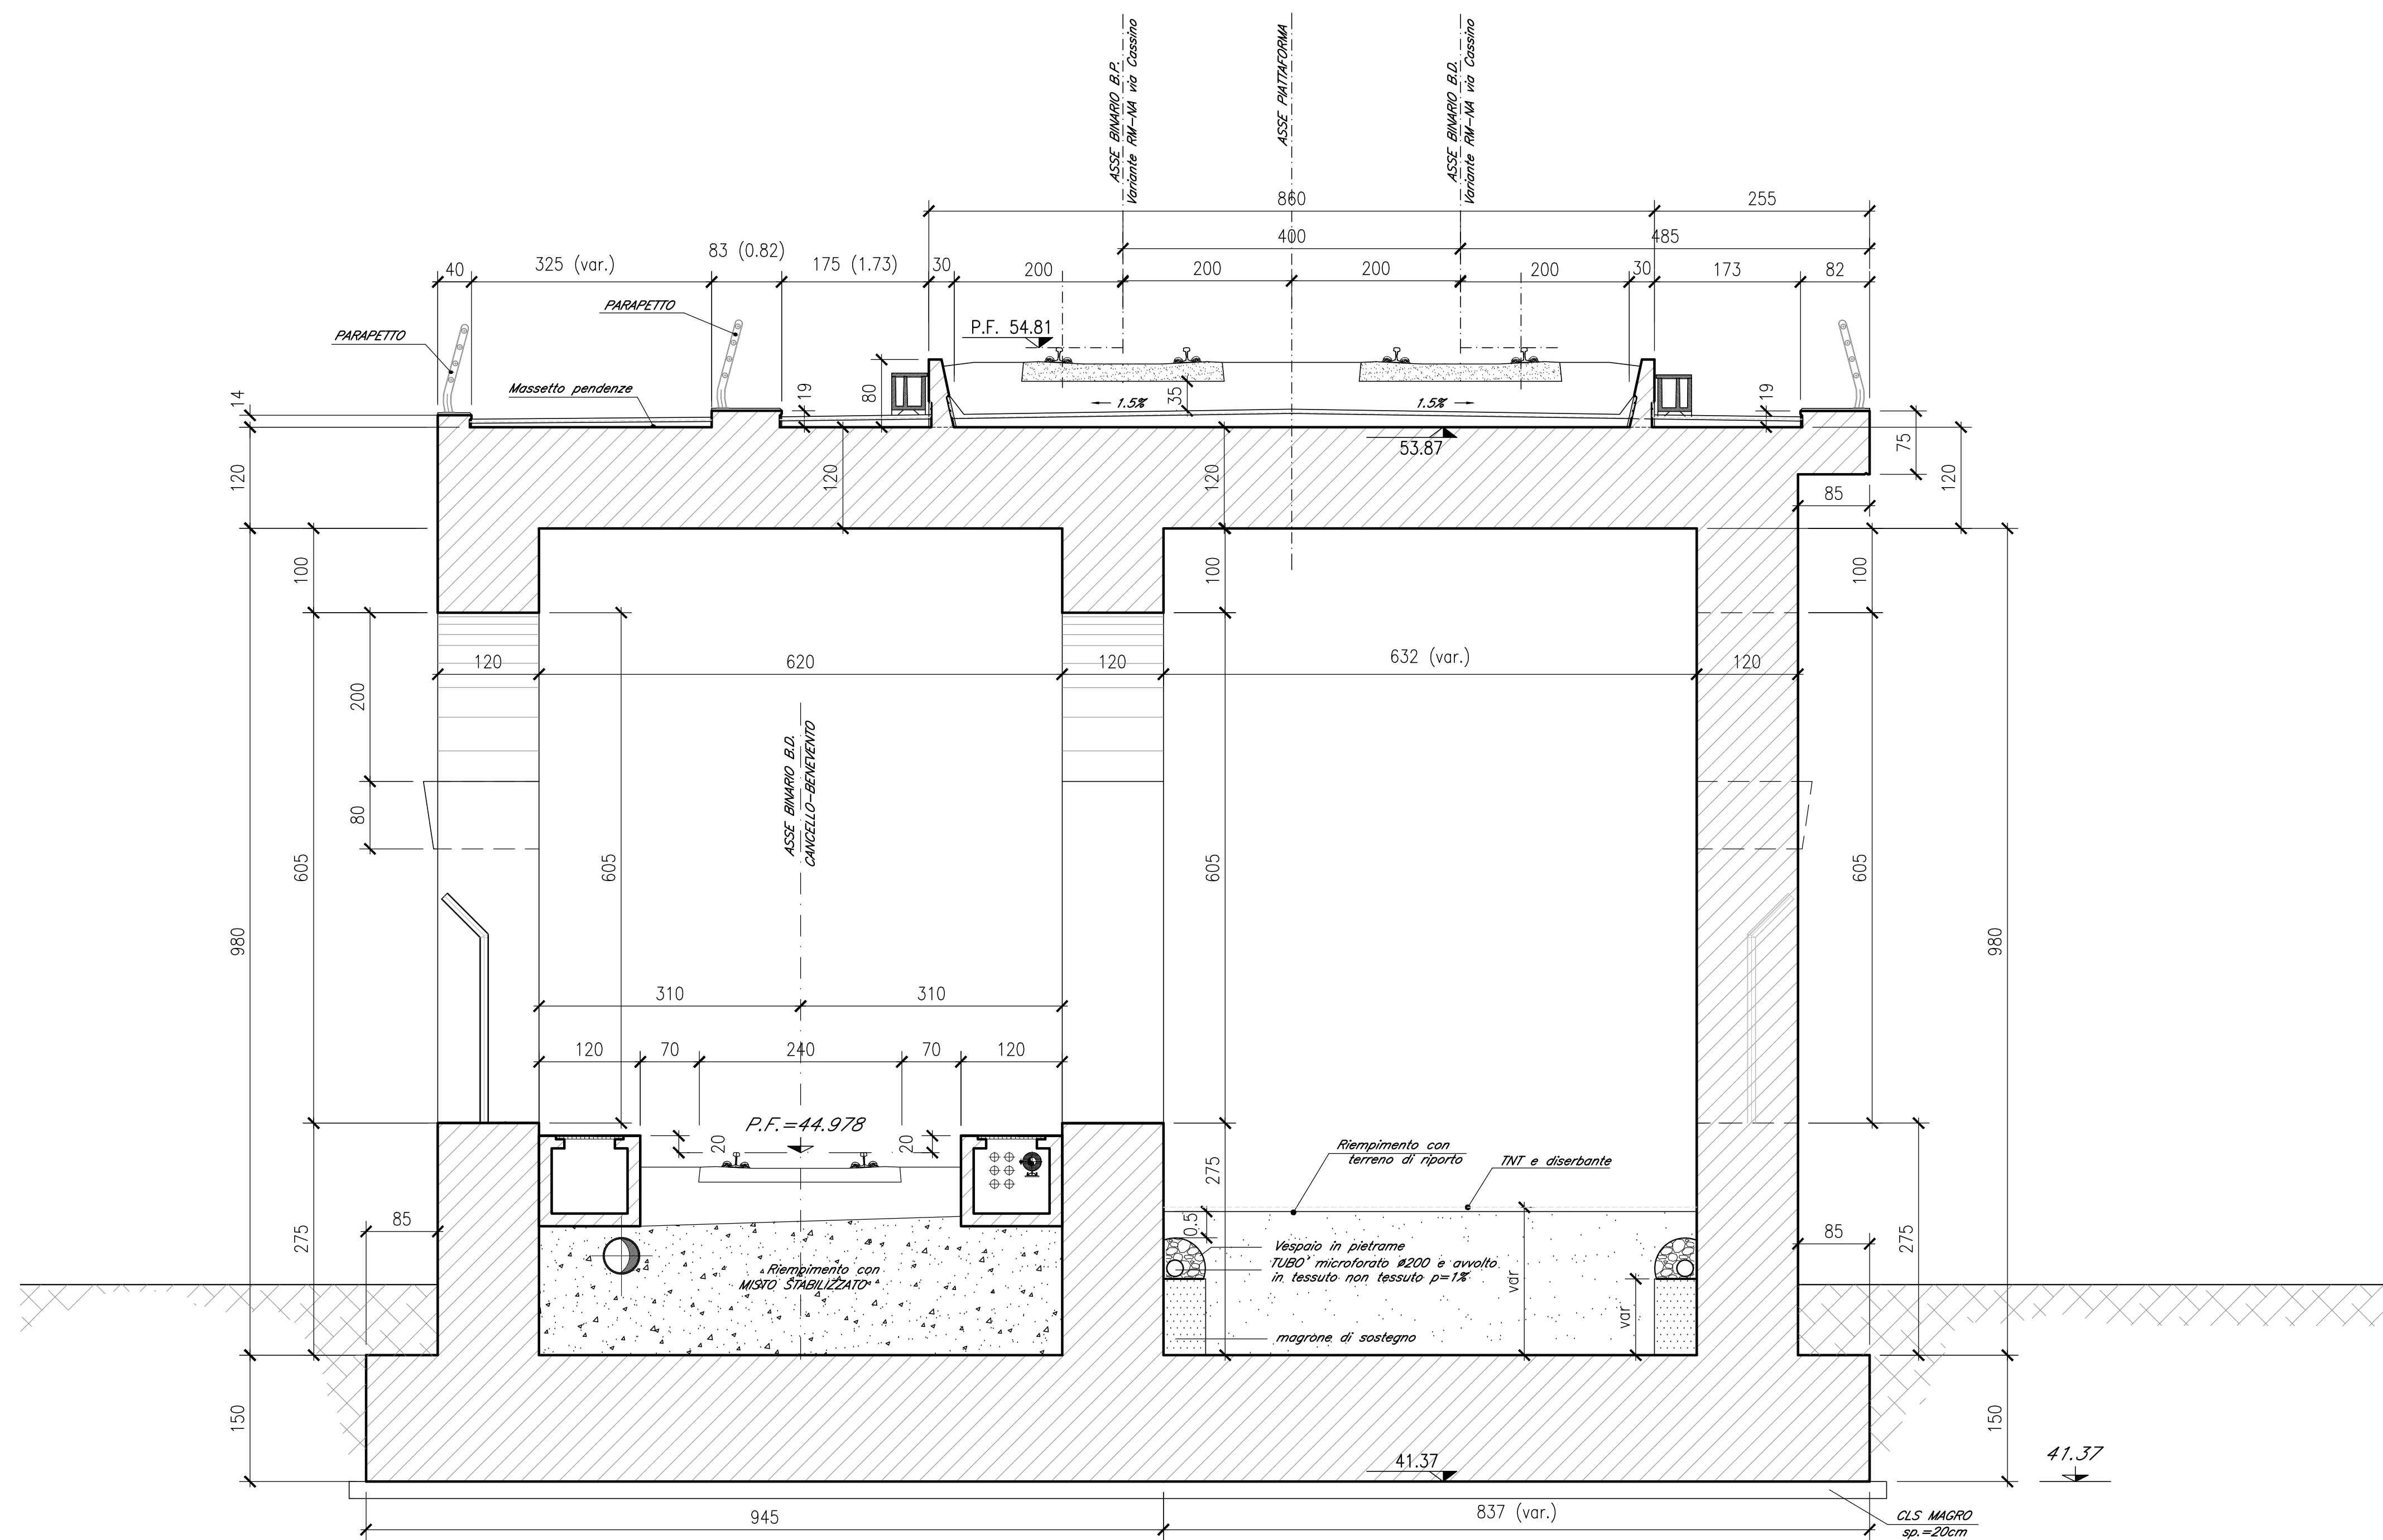 ASSE BINARIO B.P.
Variante RM-NA via Cassino
ASSE PIATTAFORMA
ASSE BINARIO B.D.
Variante RM-NA via Cassino
860
255
400
485
40
325 (var.)
83 (0.82)
175 (1.73)
30
200
200
200
200
30
173
82
PARAPETTO
PARAPETTO
P.F. 54.81
Massetto pendenze
14
19
80
35
1.5%
1.5%
19
53.87
75
120
120
120
120
85
100
100
100
120
620
120
632 (var.)
120
200
80
ASSE BINARIO B.D.
CANCELLO-BENEVENTO
605
605
605
605
980
980
310
310
120
70
240
70
120
P.F.=44.978
20
20
Riempimento con
terreno di riporto
TNT e diserbante
275
275
275
85
85
0.5
Vespaio in pietrame
TUBO' microforato ø200 e avvolto
in tessuto non tessuto p=1%
Riempimento con
MISTO STABILIZZATO
var
var
magrone di sostegno
150
150
41.37
41.37
945
837 (var.)
CLS MAGRO
sp.=20cm